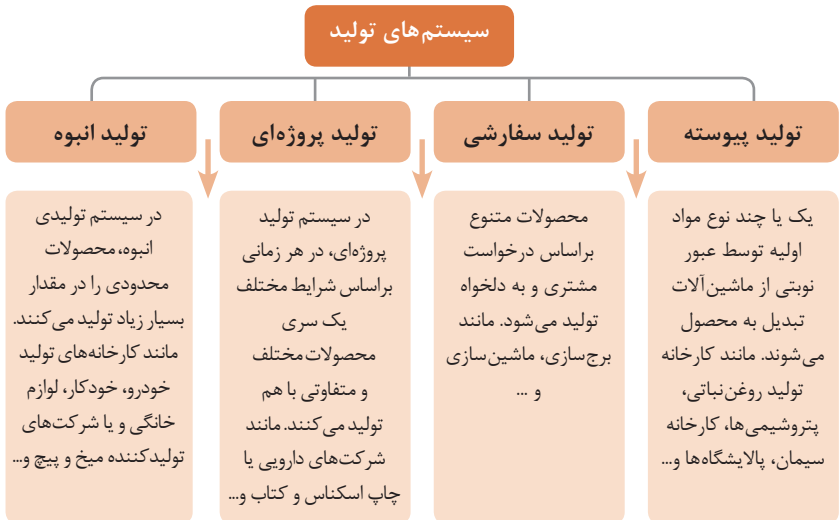 سیستم‌های تولید
تولید پیوسته
یک یا چند نوع مواد
اولیه توسط عبور
نوبتی از ماشین‌آلات
تبدیل به محصول
می‌شوند. مانند کارخانه
تولید روغن‌نباتی،
پتروشیمی‌ها، کارخانه
سیمان، پالایشگاه‌ها و...
تولید سفارشی
محصولات متنوع
براساس درخواست
مشتری و به دلخواه
تولید می‌شود. مانند
برج‌سازی، ماشین‌سازی
و ...
تولید پروژه‌ای
در سیستم تولید
پروژه‌ای، در هر زمانی
براساس شرایط مختلف
یک سری
محصولات مختلف
و متفاوتی با هم
تولید می‌کنند. مانند
شرکت‌های دارویی یا
چاپ اسکناس و کتاب و...
تولید انبوه
در سیستم تولیدی
انبوه، محصولات
محدودی را در مقدار
بسیار زیاد تولید می‌کنند.
مانند کارخانه‌های تولید
خودرو، خودکار، لوازم
خانگی و یا شرکت‌های
تولیدکننده میخ و پیچ و...